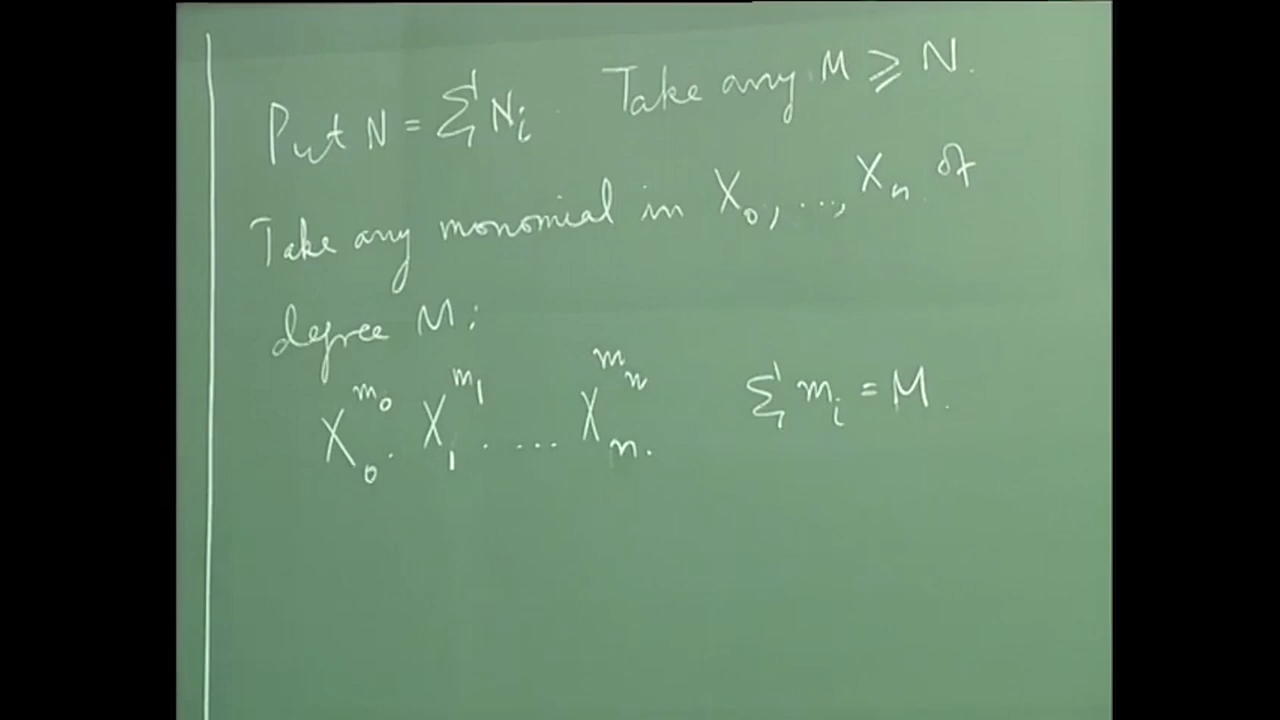 Put N = ∑ N_i. Take any M ⩾ N.
Take any monomial in X_0, ..., X_n of
degree M:
X_0^{m_0} . X_1^{m_1} . .... X_n^{m_n}. ∑ m_i = M.